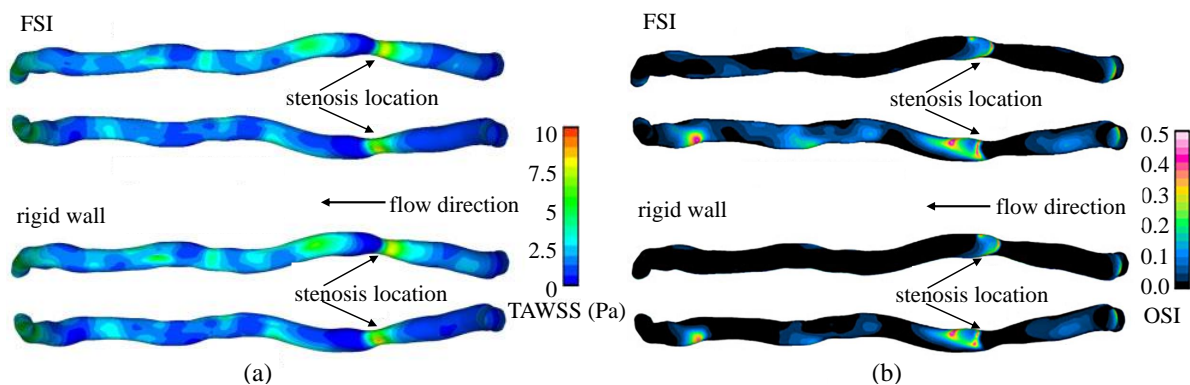 FSI
stenosis location
10
7.5
5
2.5
0
TAWSS (Pa)
flow direction
rigid wall
stenosis location
(a)
FSI
stenosis location
0.5
0.4
0.3
0.2
0.1
0.0
OSI
flow direction
rigid wall
stenosis location
(b)